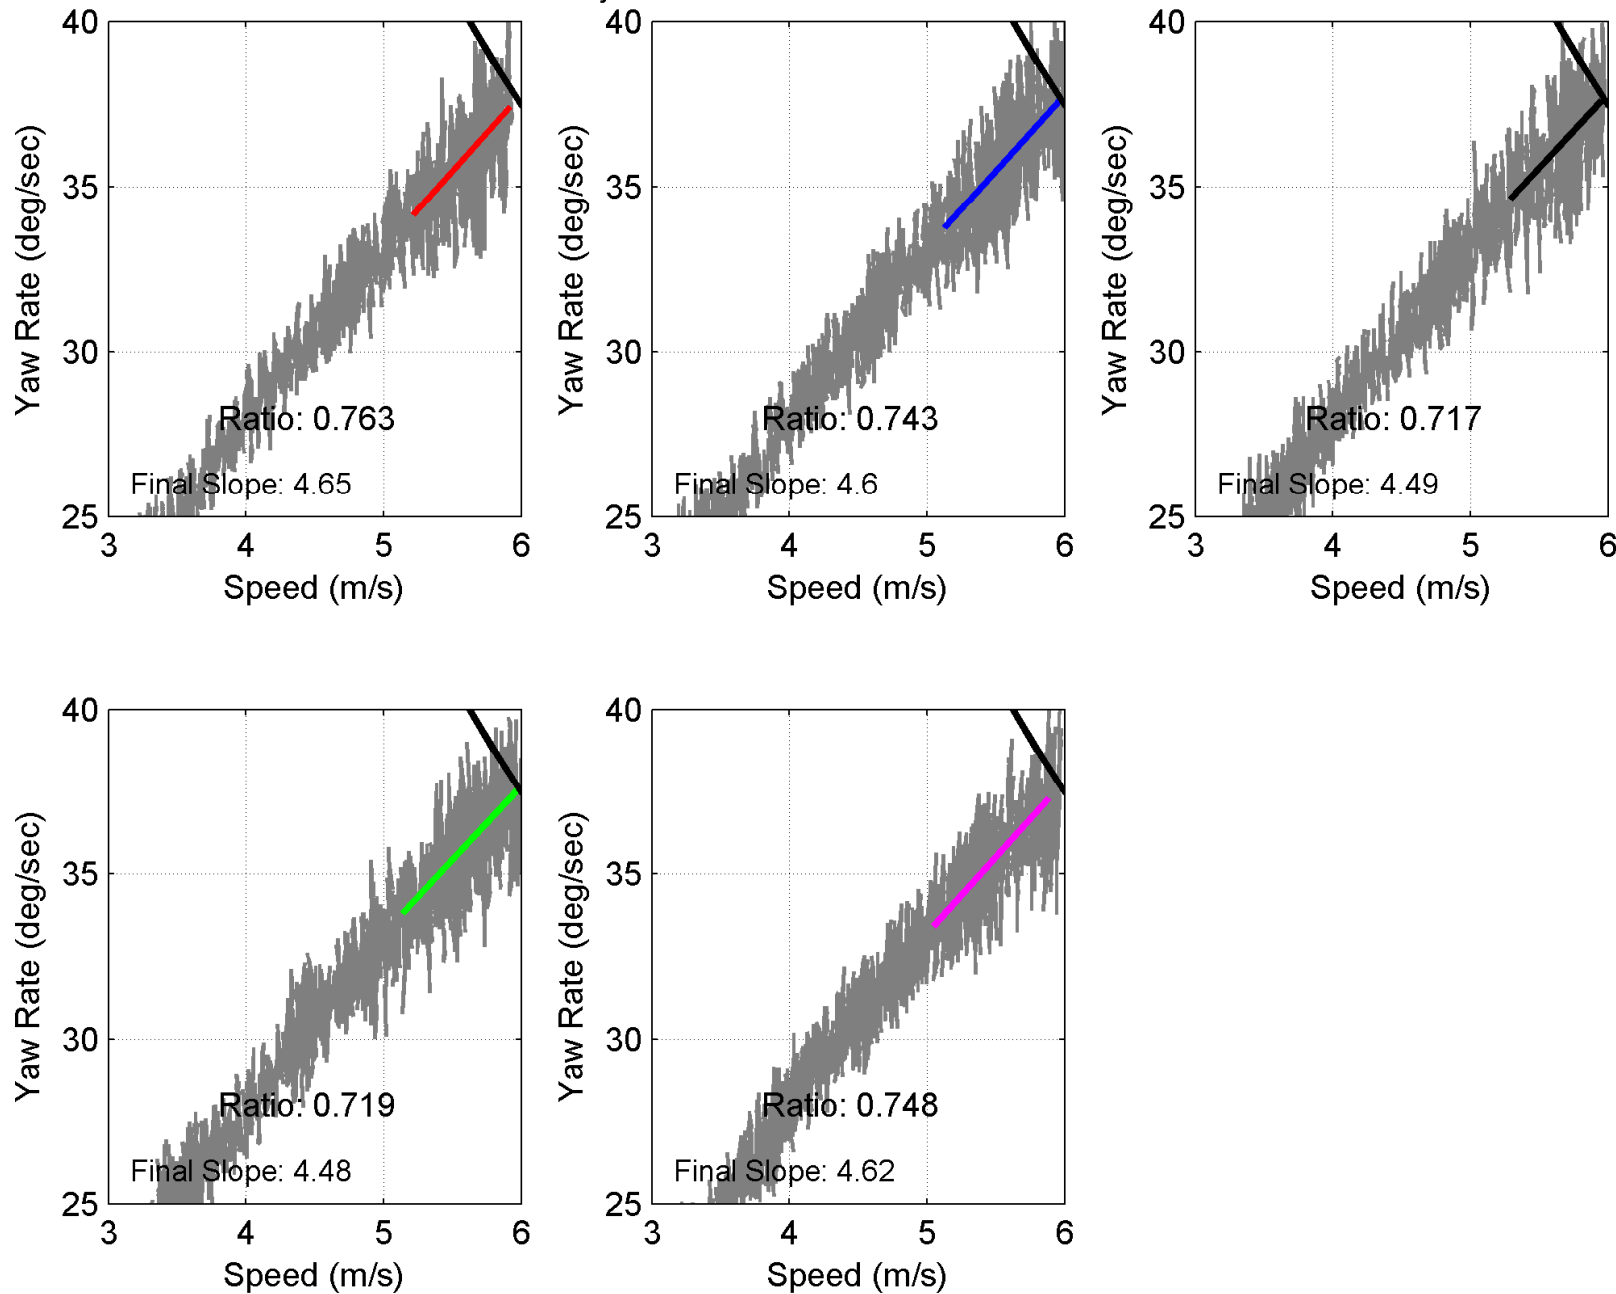 40
35
30
25
Yaw Rate (deg/sec)
Ratio: 0.763
Final Slope: 4.65
3 4 5 6
Speed (m/s)
40
35
30
25
Yaw Rate (deg/sec)
Ratio: 0.743
Final Slope: 4.6
3 4 5 6
Speed (m/s)
40
35
30
25
Yaw Rate (deg/sec)
Ratio: 0.717
Final Slope: 4.49
3 4 5 6
Speed (m/s)
40
35
30
25
Yaw Rate (deg/sec)
Ratio: 0.719
Final Slope: 4.48
3 4 5 6
Speed (m/s)
40
35
30
25
Yaw Rate (deg/sec)
Ratio: 0.748
Final Slope: 4.62
3 4 5 6
Speed (m/s)